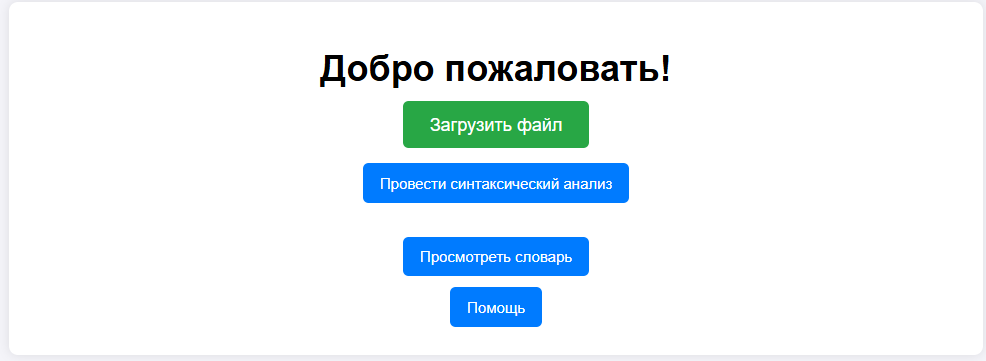 Добро пожаловать!
Загрузить файл
Провести синтаксический анализ
Просмотреть словарь
Помощь